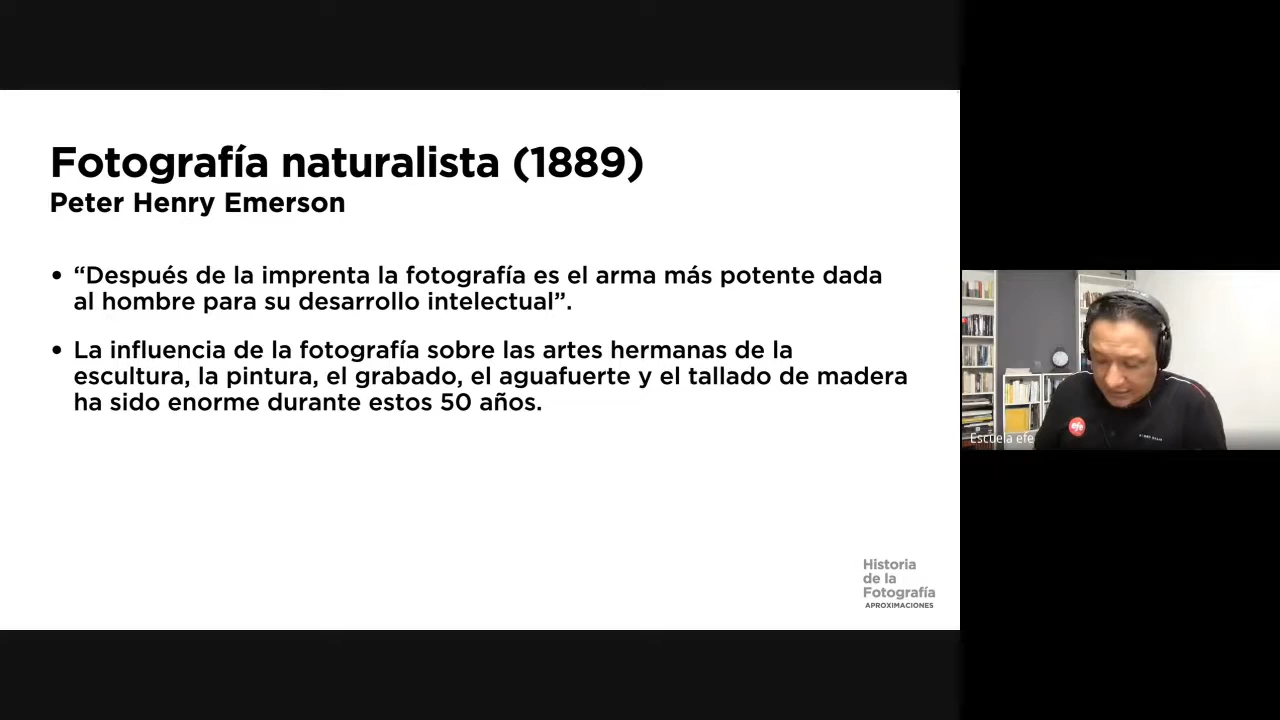 Fotografía naturalista (1889)
Peter Henry Emerson
• “Después de la imprenta la fotografía es el arma más potente dada
al hombre para su desarrollo intelectual”.
• La influencia de la fotografía sobre las artes hermanas de la
escultura, la pintura, el grabado, el aguafuerte y el tallado de madera
ha sido enorme durante estos 50 años.
Historia
de la
Fotografía
APROXIMACIONES
efe
Escuela efe